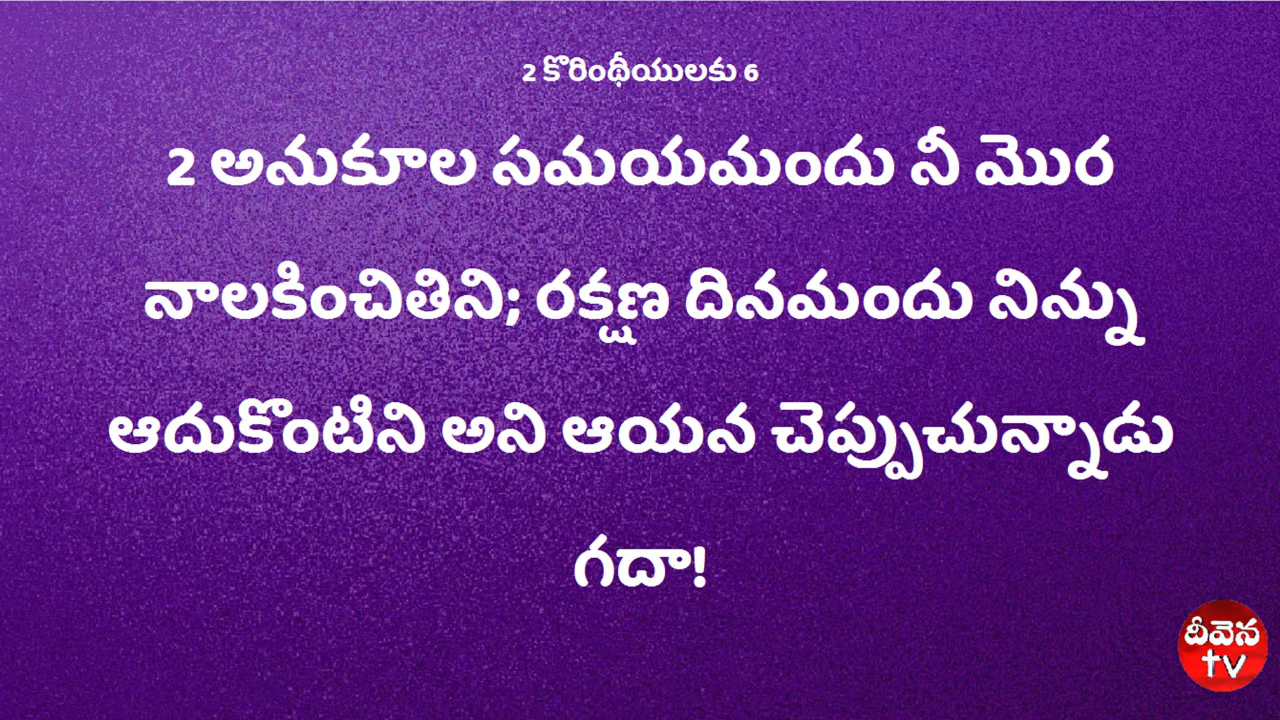 2 కొరింథీయులకు 6
2 అనుకూల సమయమందు నీ మొర
నాలకించితిని; రక్షణ దినమందు నిన్ను
ఆదుకొంటిని అని ఆయన చెప్పుచున్నాడు
గదా!
దీవెన
tv